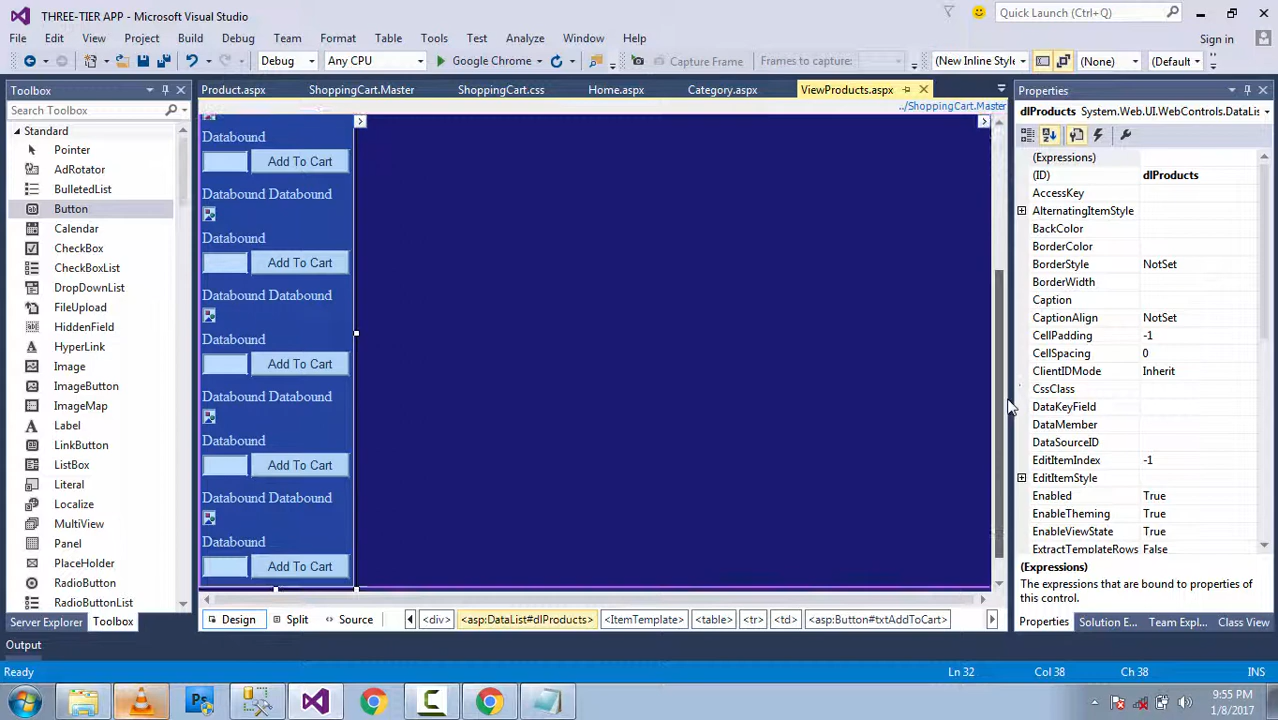 THREE-TIER APP - Microsoft Visual Studio
Quick Launch (Ctrl+Q)
File Edit View Project Build Debug Team Format Table Tools Test Architecture Analyze Window Help
Sign in
Debug Any CPU Google Chrome Capture Frame Frames to capture: (New Inline Style (None) (Default
Toolbox
Search Toolbox
Standard
Pointer
AdRotator
BulletedList
Button
Calendar
CheckBox
CheckBoxList
DropDownList
FileUpload
HiddenField
HyperLink
Image
ImageButton
ImageMap
Label
LinkButton
ListBox
Literal
Localize
MultiView
Panel
PlaceHolder
RadioButton
RadioButtonList
Server Explorer Toolbox
Product.aspx ShoppingCart.Master ShoppingCart.css Home.aspx Category.aspx ViewProducts.aspx
../ShoppingCart.Master
Databound
Add To Cart
Databound Databound
Databound
Add To Cart
Databound Databound
Databound
Add To Cart
Databound Databound
Databound
Add To Cart
Databound Databound
Databound
Add To Cart
Design Split Source <div> <asp:DataList#dlProducts> <ItemTemplate> <table> <tr> <td> <asp:Button#txtAddToCart>
Properties
dlProducts System.Web.UI.WebControls.DataLis
(Expressions)
(ID) dlProducts
AccessKey
AlternatingItemStyle
BackColor
BorderColor
BorderStyle NotSet
BorderWidth
Caption
CaptionAlign NotSet
CellPadding -1
CellSpacing 0
ClientIDMode Inherit
CssClass
DataKeyField
DataMember
DataSourceID
EditItemIndex -1
EditItemStyle
Enabled True
EnableTheming True
EnableViewState True
ExtractTemplateRows False
(Expressions)
The expressions that are bound to properties of this control.
Properties Solution E... Team Expl... Class View
Output
Ready Ln 32 Col 38 Ch 38 INS
Ps
9:55 PM
1/8/2017